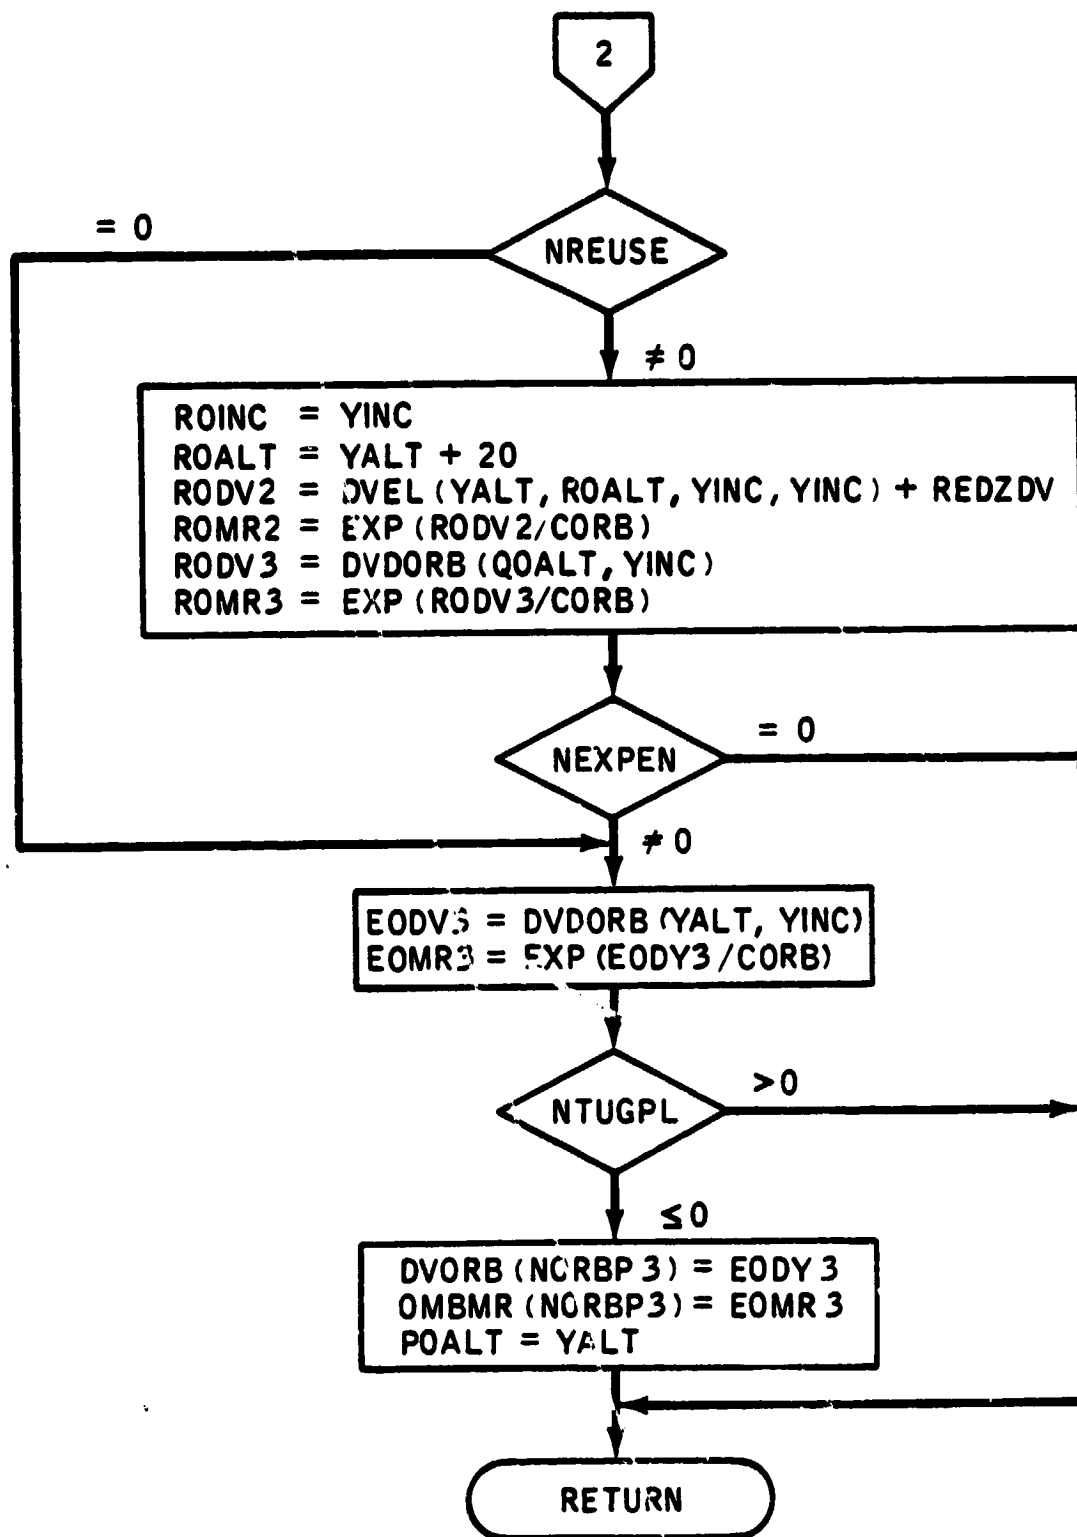 2
= 0
NREUSE
≠ 0
ROINC = YINC
ROALT = YALT + 20
RODV2 = DVEL (YALT, ROALT, YINC, YINC) + REDZDV
ROMR2 = EXP (RODV2/CORB)
RODV3 = DVDORB (QOALT, YINC)
ROMR3 = EXP (RODV3/CORB)
NEXPEN
= 0
≠ 0
EODV3 = DVDORB (YALT, YINC)
EOMR3 = EXP (EODY3/CORB)
NTUGPL
>0
≤ 0
DVORB (NORBP3) = EODY3
OMBMR (NORBP3) = EOMR3
POALT = YALT
RETURN